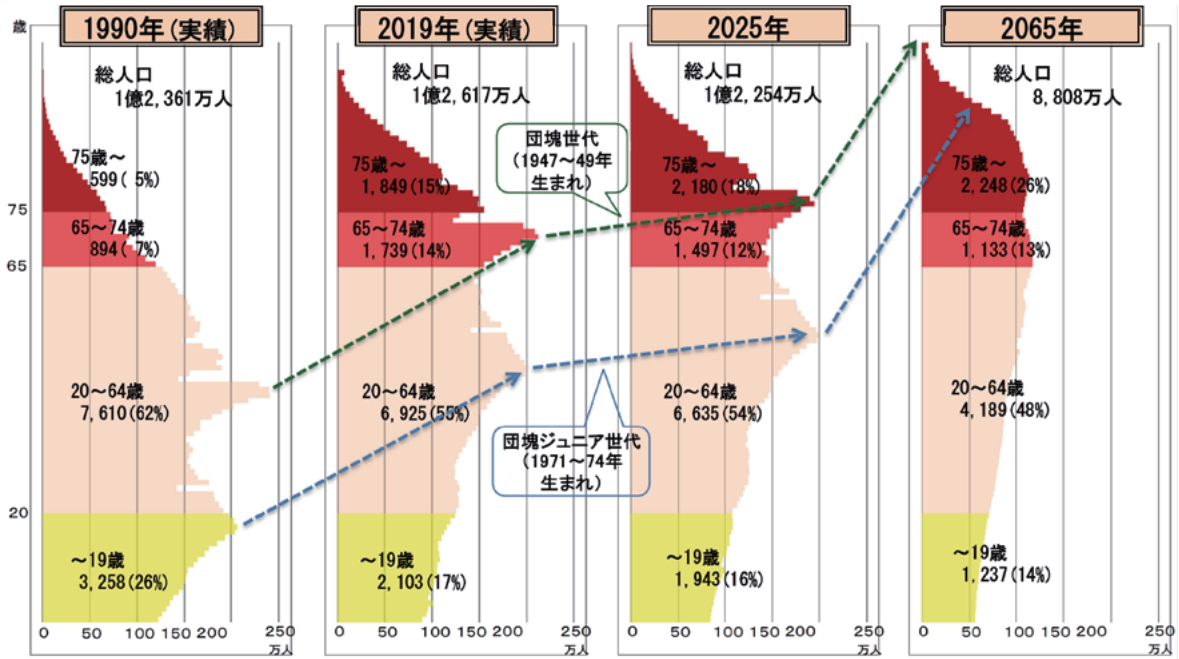 歳
1990年(実績)
総人口
1億2,361万人
75歳～
599( 5%)
65～74歳
894( 7%)
20～64歳
7,610(62%)
～19歳
3,258(26%)
75
65
20
0 50 100 150 200 250
万人
2019年(実績)
総人口
1億2,617万人
75歳～
1,849(15%)
65～74歳
1,739(14%)
20～64歳
6,925(55%)
～19歳
2,103(17%)
0 50 100 150 200 250
万人
団塊世代
(1947～49年
生まれ)
団塊ジュニア世代
(1971～74年
生まれ)
2025年
総人口
1億2,254万人
75歳～
2,180(18%)
65～74歳
1,497(12%)
20～64歳
6,635(54%)
～19歳
1,943(16%)
0 50 100 150 200 250
万人
2065年
総人口
8,808万人
75歳～
2,248(26%)
65～74歳
1,133(13%)
20～64歳
4,189(48%)
～19歳
1,237(14%)
0 50 100 150 200 250
万人